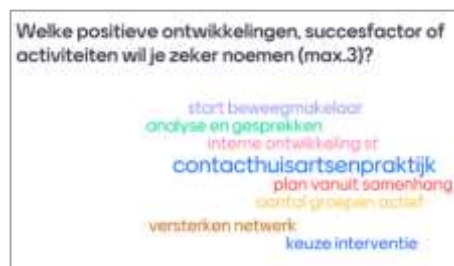 Welke positieve ontwikkelingen, succesfactor of
activiteiten wil je zeker noemen (max.3)?
start beweegmakelaar
analyse en gesprekken
interne ontwikkeling st
contacthuisartsenpraktijk
plan vanuit samenhang
aantal groepen actief
versterken netwerk
keuze interventie